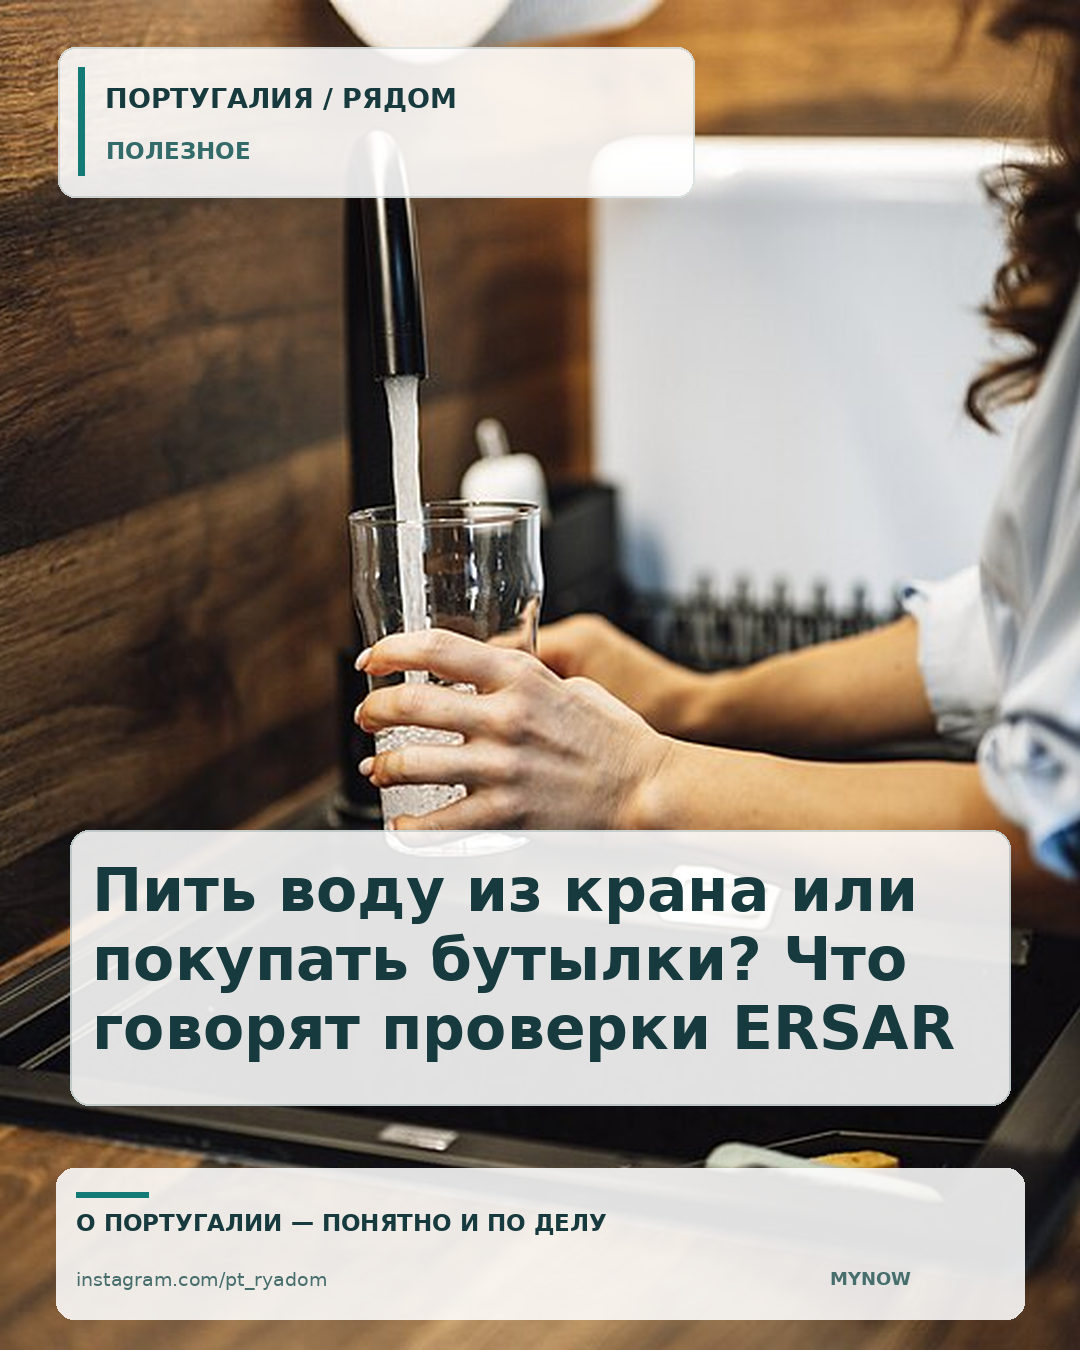 ПОРТУГАЛИЯ / РЯДОМ
ПОЛЕЗНОЕ
Пить воду из крана или
покупать бутылки? Что
говорят проверки ERSAR
О ПОРТУГАЛИИ — ПОНЯТНО И ПО ДЕЛУ
instagram.com/pt_ryadom
MYNOW